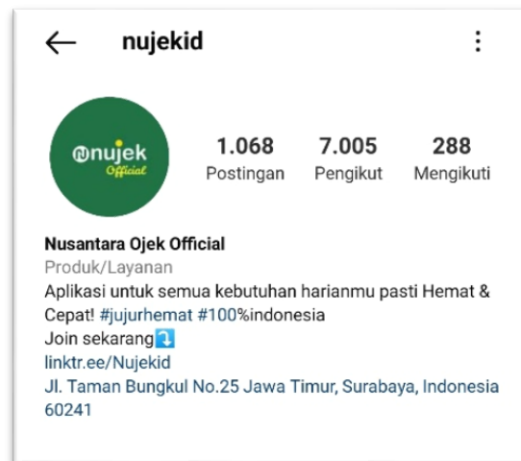 nujekid
nujek
Official
1.068 7.005 288
Postingan Pengikut Mengikuti
Nusantara Ojek Official
Produk/Layanan
Aplikasi untuk semua kebutuhan harianmu pasti Hemat &
Cepat! #jujurhemat #100%indonesia
Join sekarang⤵️
linktr.ee/Nujekid
Jl. Taman Bungkul No.25 Jawa Timur, Surabaya, Indonesia
60241